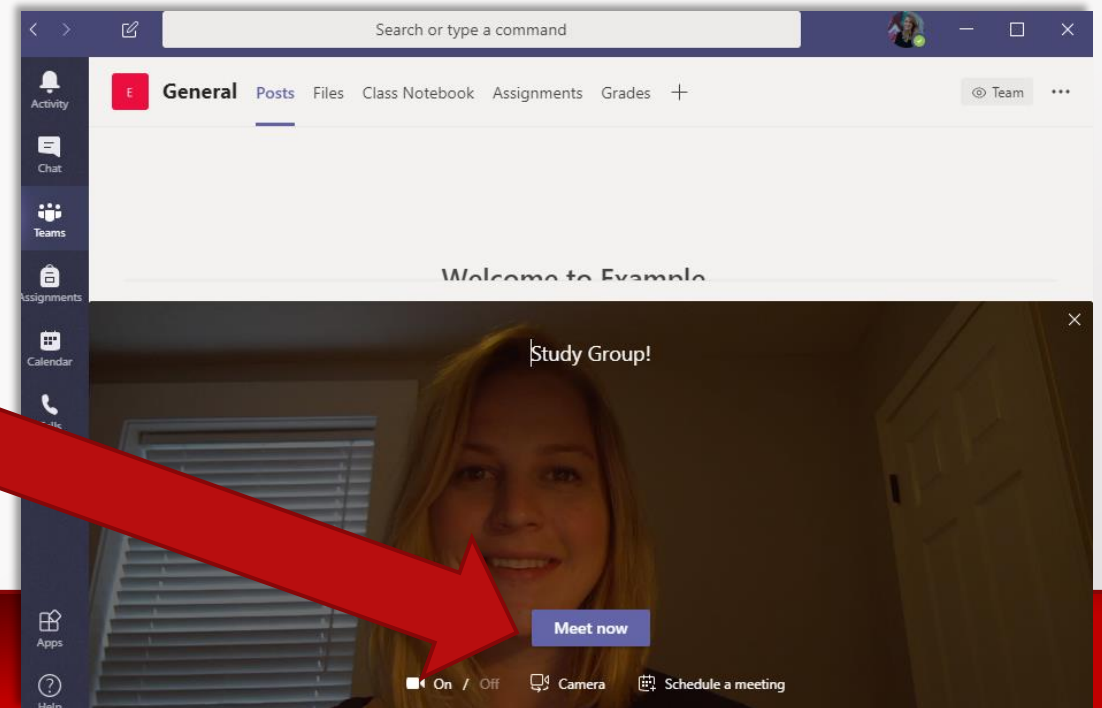 Search or type a command
Activity
E General Posts Files Class Notebook Assignments Grades
Team
Chat
Teams
Welcome to Example
Assignments
Calendar
Study Group!
Calls
Meet now
Apps
On / Off Camera Schedule a meeting
Help